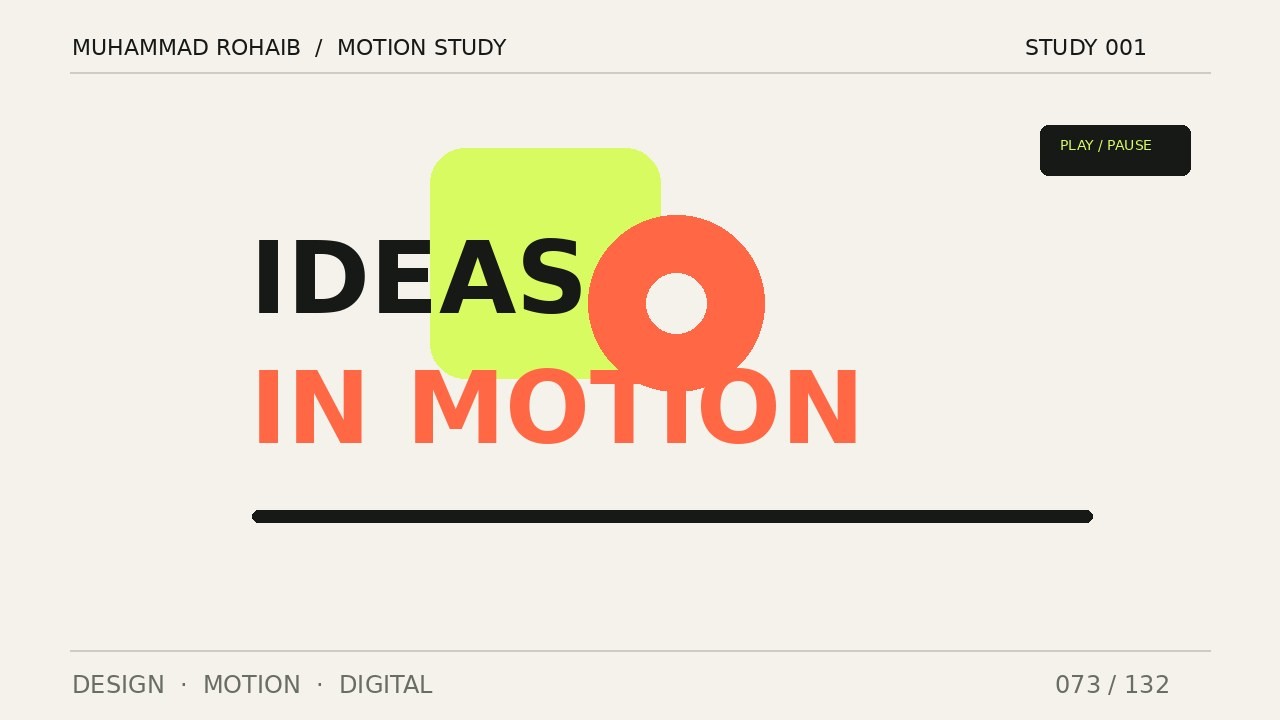 MUHAMMAD ROHAIB / MOTION STUDY
STUDY 001
PLAY / PAUSE
IDEAS
IN MOTION
DESIGN · MOTION · DIGITAL
073 / 132